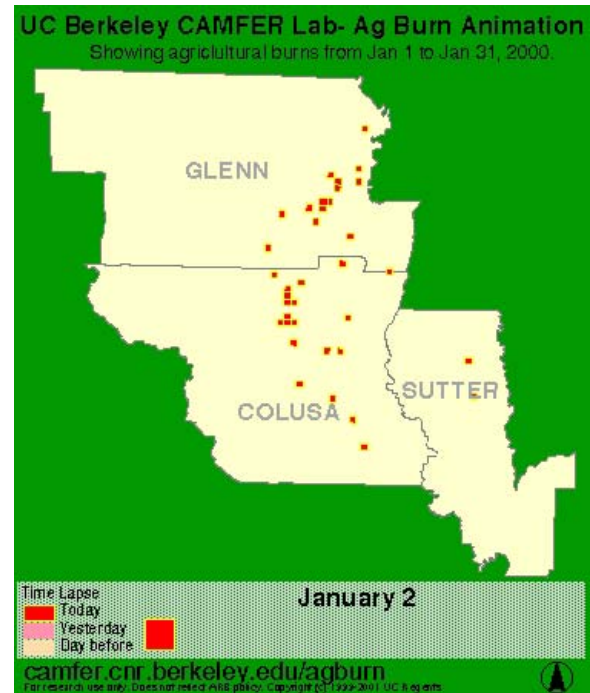 UC Berkeley CAMFER Lab- Ag Burn Animation
Showing agriclultural burns from Jan 1 to Jan 31, 2000.
GLENN
SUTTER
COLUSA
Time Lapse
Today
Yesterday
Day before
January 2
camfer.cnr.berkeley.edu/agburn
For research use only. Does not reflect ARB policy. Copyright (c) 1999-2001 UC Regents